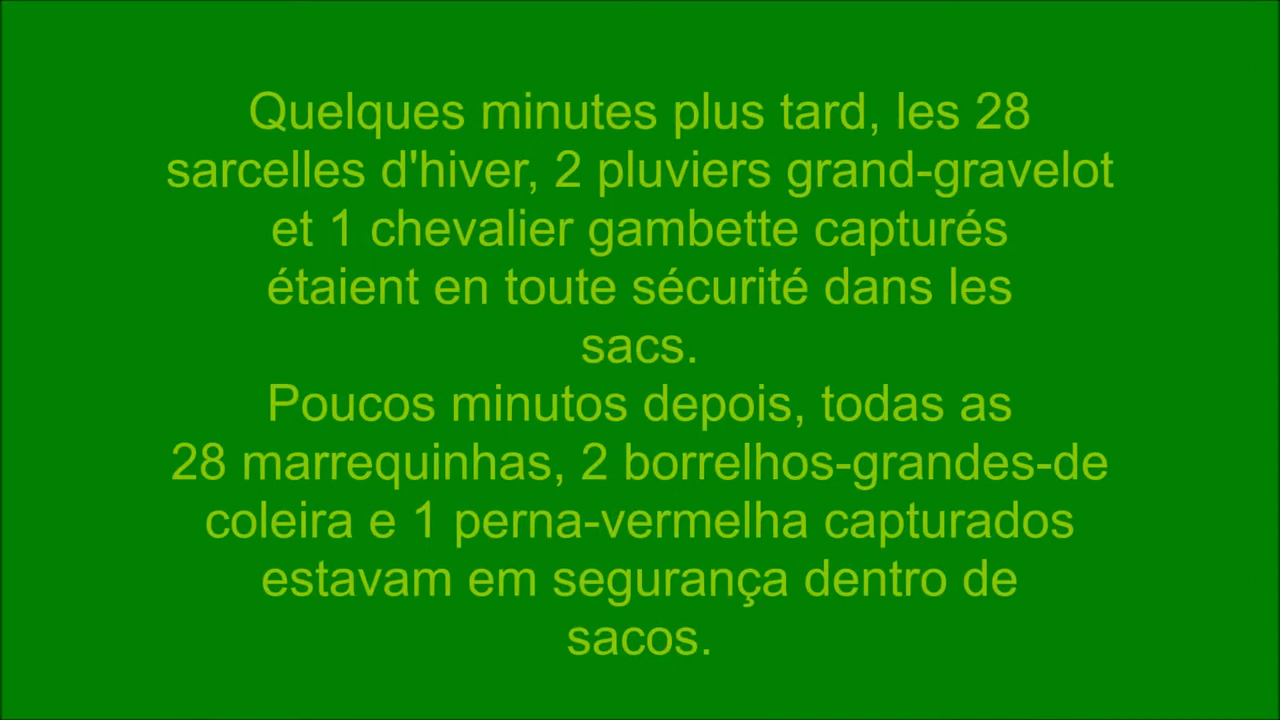 Quelques minutes plus tard, les 28
sarcelles d'hiver, 2 pluviers grand-gravelot
et 1 chevalier gambette capturés
étaient en toute sécurité dans les
sacs.
Poucos minutos depois, todas as
28 marrequinhas, 2 borrelhos-grandes-de
coleira e 1 perna-vermelha capturados
estavam em segurança dentro de
sacos.